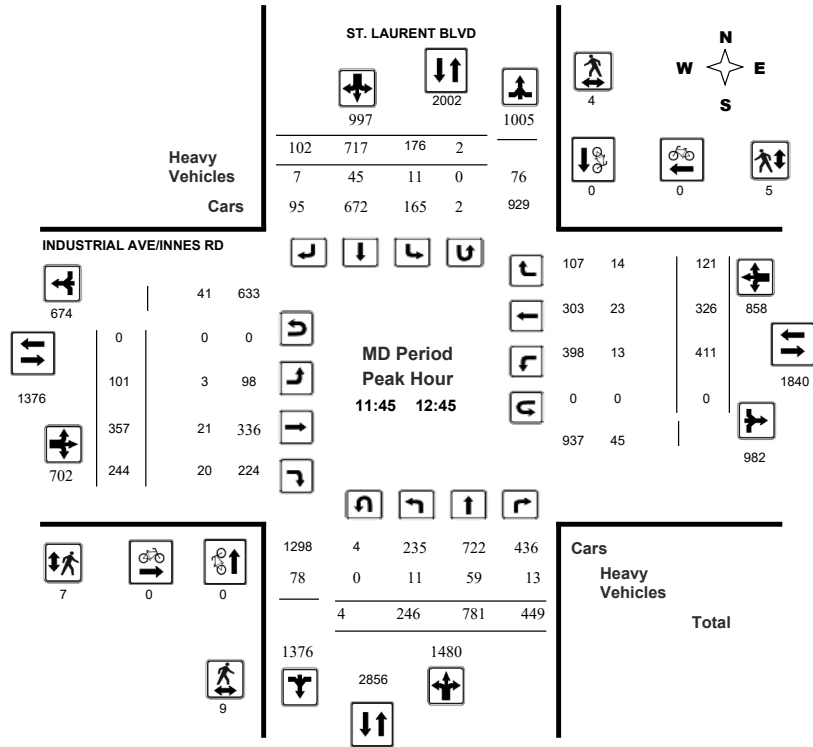 ST. LAURENT BLVD
N
W E
S
2002
4
997 1005
102 717 176 2
Heavy
Vehicles
7 45 11 0 76
0 0 5
Cars 95 672 165 2 929
INDUSTRIAL AVE/INNES RD
107 14 121
674 41 633
303 23 326 858
0 0 0
MD Period
398 13 411
1376 101 3 98
Peak Hour
1840
11:45 12:45
0 0 0
357 21 336
937 45
982
702 244 20 224
1298 4 235 722 436 Cars
78 0 11 59 13 Heavy
Vehicles
7 0 0
4 246 781 449 Total
1376 1480
2856
9